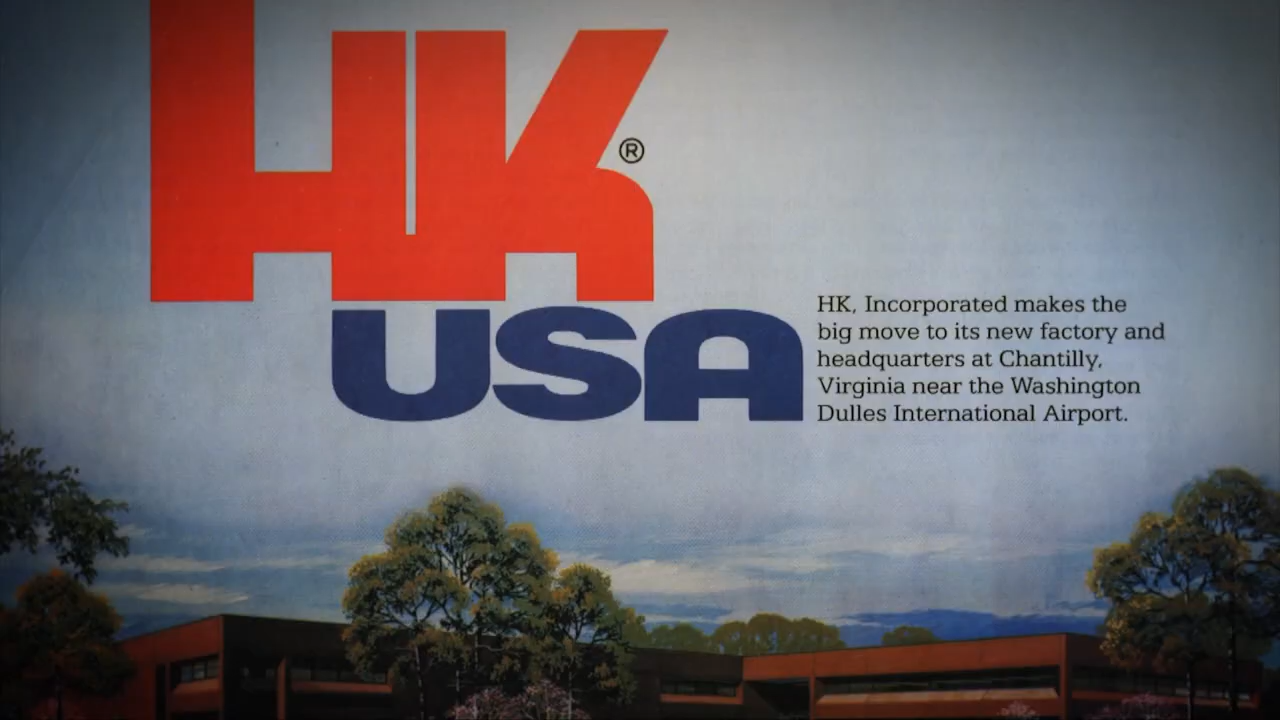 HK®
USA
HK, Incorporated makes the
big move to its new factory and
headquarters at Chantilly,
Virginia near the Washington
Dulles International Airport.